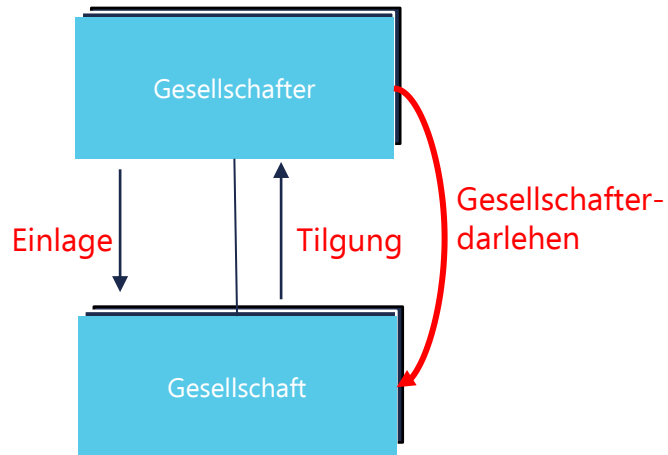 Gesellschafter
Einlage
Tilgung
Gesellschafter-
darlehen
Gesellschaft